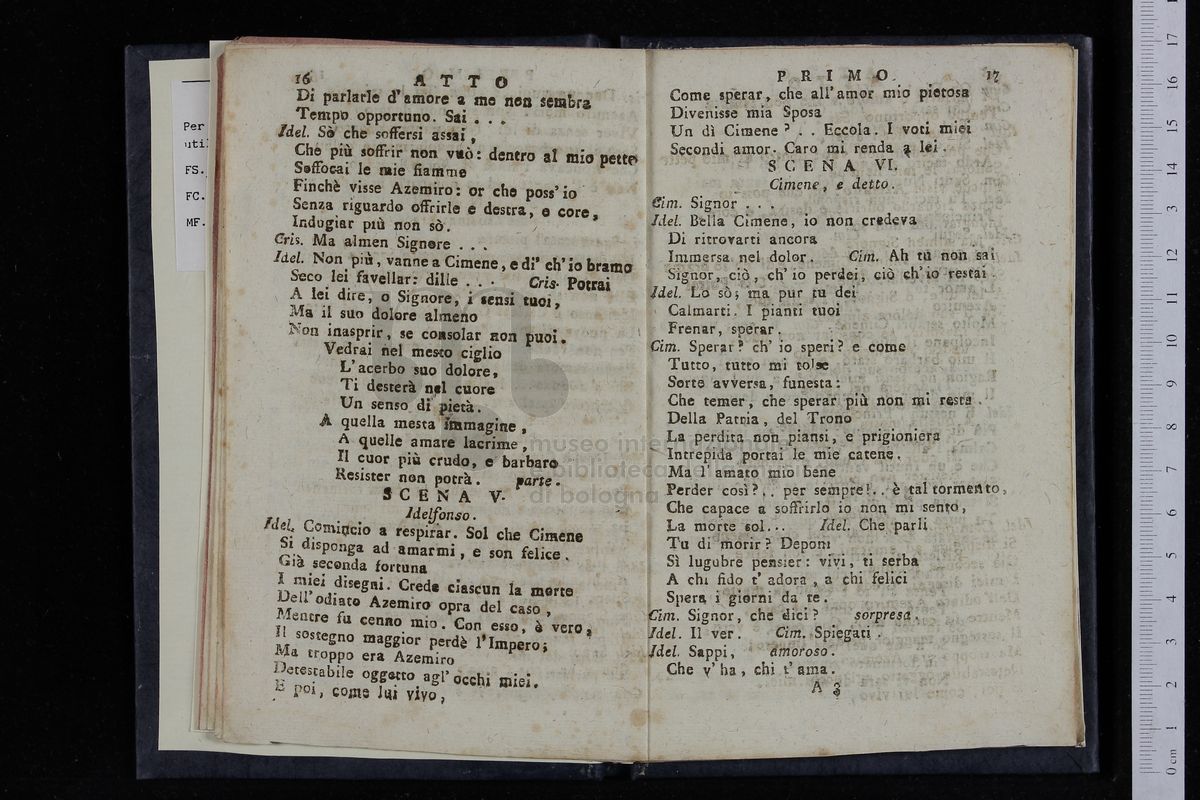 Per
util
FS.
FC.
MF.
16 ATTO
Di parlarle d'amore a me non sembra
Tempo opportuno. Sai . . .
Idel. Sò che soffersi assai,
Che più soffrir non vuò: dentro al mio petto
Soffocai le mie fiamme
Finchè visse Azemiro: or che poss'io
Senza riguardo offrirle e destra, e core,
Indugiar più non sò.
Cris. Ma almen Signore . . .
Idel. Non più, vanne a Cimene, e di' ch'io bramo
Seco lei favellar: dille . . . Cris. Potrai
A lei dire, o Signore, i sensi tuoi,
Ma il suo dolore almeno
Non inasprir, se consolar non puoi.
Vedrai nel mesto ciglio
L'acerbo suo dolore,
Ti desterà nel cuore
Un senso di pietà.
A quella mesta immagine,
A quelle amare lacrime,
Il cuor più crudo, e barbaro
Resister non potrà. parte.
SCENA V.
Idelfonso.
Idel. Comincio a respirar. Sol che Cimene
Si disponga ad amarmi, e son felice.
Già seconda fortuna
I miei disegni. Crede ciascun la morte
Dell'odiato Azemiro opra del caso,
Mentre fu cenno mio. Con esso, è vero,
Il sostegno maggior perdè l'Impero;
Ma troppo era Azemiro
Detestabile oggetto agl'occhi miei.
E poi, come lui vivo,
PRIMO. 17
Come sperar, che all'amor mio pietosa
Divenisse mia Sposa
Un dì Cimene? . . Eccola. I voti miei
Secondi amor. Caro mi renda a lei.
SCENA VI.
Cimene, e detto.
Cim. Signor . . .
Idel. Bella Cimene, io non credeva
Di ritrovarti ancora
Immersa nel dolor. Cim. Ah tu non sai
Signor, ciò, ch'io perdei, ciò ch'io restai.
Idel. Lo sò; ma pur tu dei
Calmarti. I pianti tuoi
Frenar, sperar.
Cim. Sperar? ch'io speri? e come
Tutto, tutto mi tolse
Sorte avversa, funesta:
Che temer, che sperar più non mi resta.
Della Patria, del Trono
La perdita non piansi, e prigioniera
Intrepida portai le mie catene.
Ma l'amato mio bene
Perder così?.. per sempre!.. è tal tormento,
Che capace a soffrirlo io non mi sento,
La morte sol... Idel. Che parli
Tu di morir? Deponi
Sì lugubre pensier: vivi, ti serba
A chi fido t'adora, a chi felici
Spera i giorni da te.
Cim. Signor, che dici? sorpresa.
Idel. Il ver. Cim. Spiegati.
Idel. Sappi, amoroso.
Che v'ha, chi t'ama.
A 3
museo internazionale
biblioteca della musica
di bologna